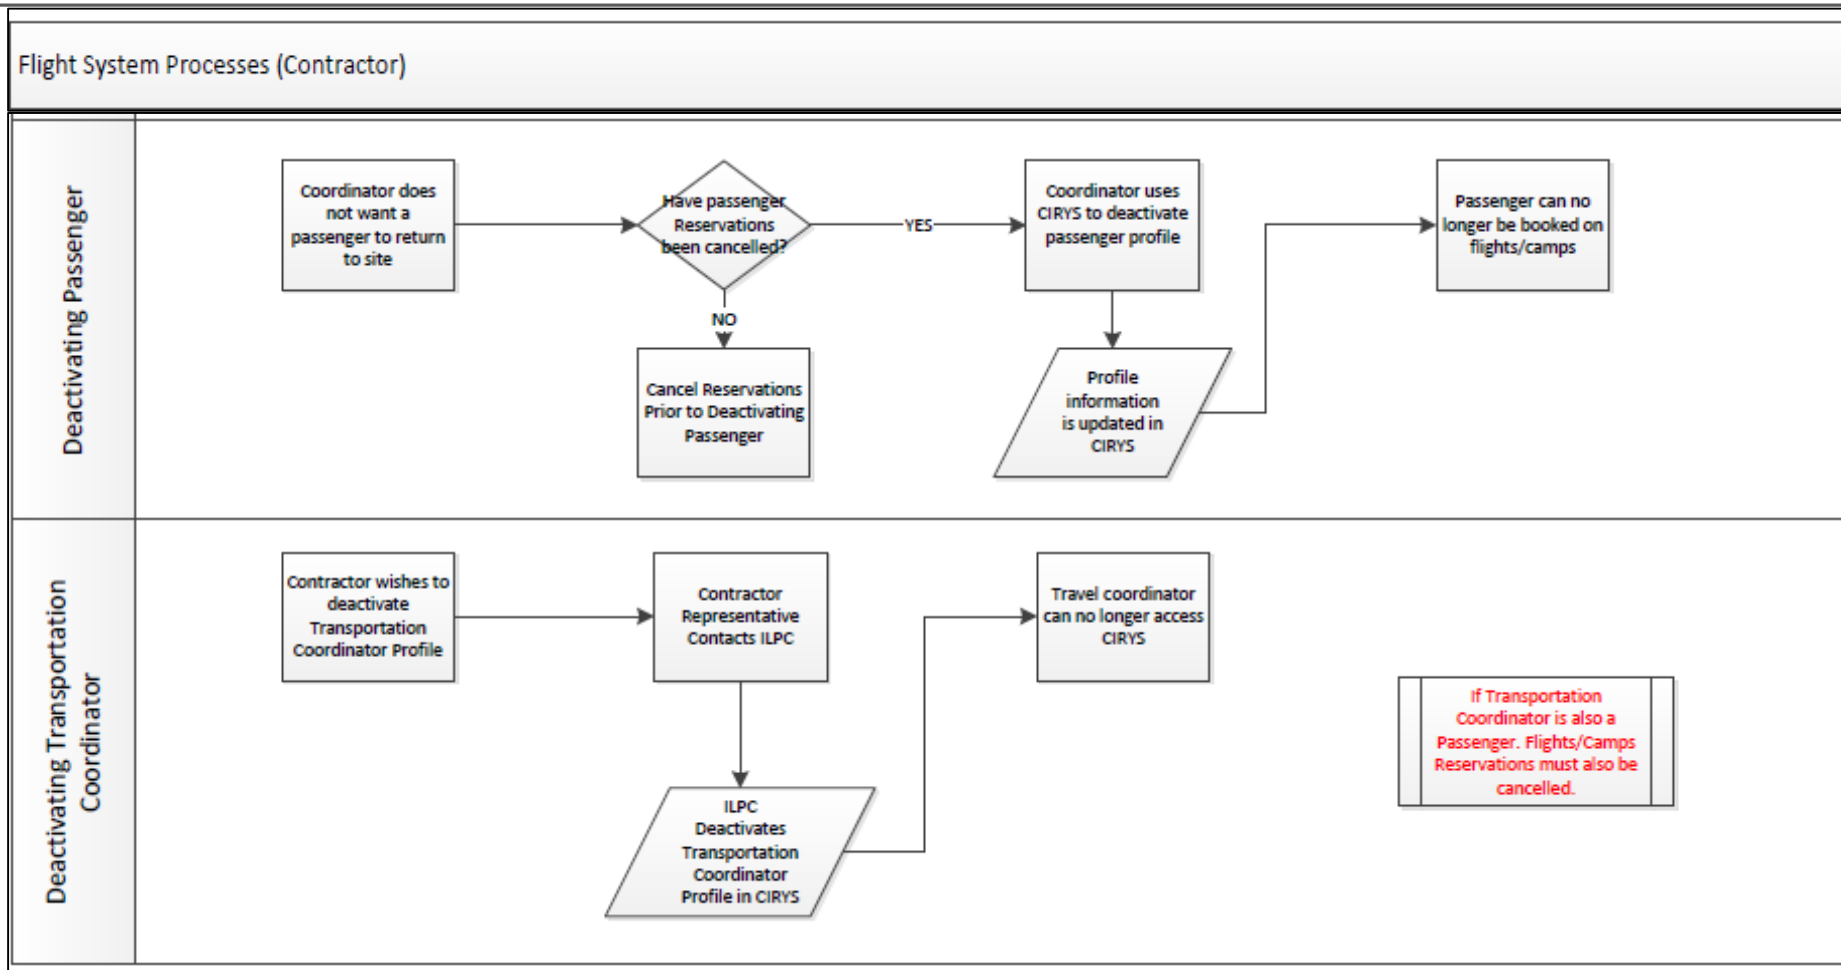 Flight System Processes (Contractor)
Deactivating Passenger
Coordinator does
not want a
passenger to return
to site
Have passenger
Reservations
been cancelled?
YES
NO
Cancel Reservations
Prior to Deactivating
Passenger
Coordinator uses
CIRYS to deactivate
passenger profile
Profile
information
is updated in
CIRYS
Passenger can no
longer be booked on
flights/camps
Deactivating Transportation
Coordinator
Contractor wishes to
deactivate
Transportation
Coordinator Profile
Contractor
Representative
Contacts ILPC
ILPC
Deactivates
Transportation
Coordinator
Profile in CIRYS
Travel coordinator
can no longer access
CIRYS
If Transportation
Coordinator is also a
Passenger. Flights/Camps
Reservations must also be
cancelled.